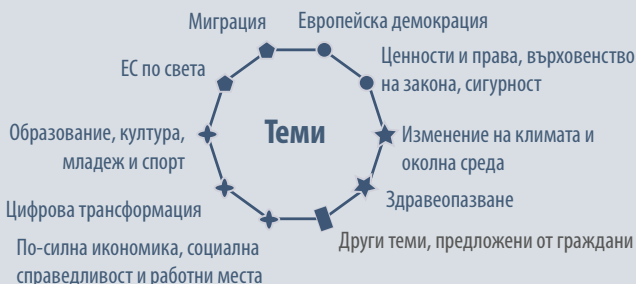 Миграция
Европейска демокрация
ЕС по света
Ценности и права, върховенство
на закона, сигурност
Образование, култура,
младеж и спорт
Теми
Изменение на климата и
околна среда
Цифрова трансформация
Здравеопазване
По-силна икономика, социална
справедливост и работни места
Други теми, предложени от граждани